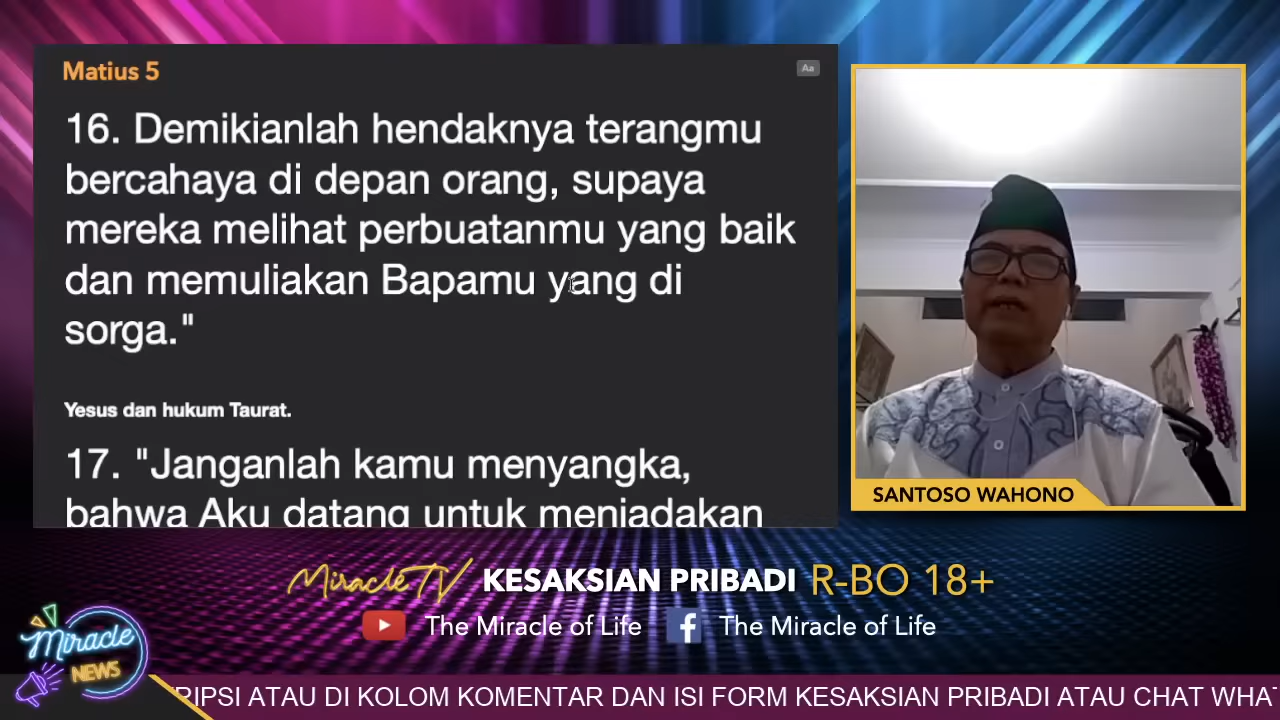 Matius 5
Aa
16. Demikianlah hendaknya terangmu
bercahaya di depan orang, supaya
mereka melihat perbuatanmu yang baik
dan memuliakan Bapamu yang di
sorga."
Yesus dan hukum Taurat.
17. "Janganlah kamu menyangka,
bahwa Aku datang untuk meniadakan
SANTOSO WAHONO
Miracle TV KESAKSIAN PRIBADI R-BO 18+
The Miracle of Life
f The Miracle of Life
Miracle
NEWS
RIPSI ATAU DI KOLOM KOMENTAR DAN ISI FORM KESAKSIAN PRIBADI ATAU CHAT WHAT